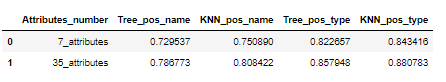 Attributes_number Tree_pos_name KNN_pos_name Tree_pos_type KNN_pos_type
0 7_attributes 0.729537 0.750890 0.822657 0.843416
1 35_attributes 0.786773 0.808422 0.857948 0.880783